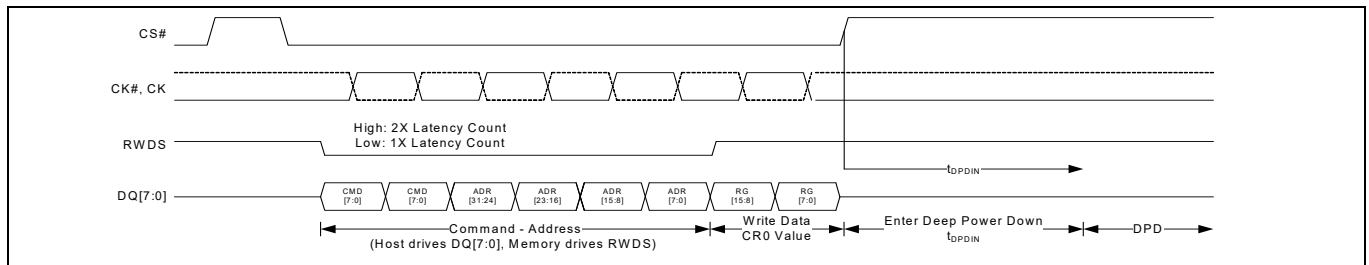 CS#
CK#, CK
High: 2X Latency Count
Low: 1X Latency Count
RWDS
tDPDIN
DQ[7:0]
CMD [7:0]
CMD [7:0]
ADR [31:24]
ADR [23:16]
ADR [15:8]
ADR [7:0]
RG [15:8]
RG [7:0]
Command - Address
(Host drives DQ[7:0], Memory drives RWDS)
Write Data
CR0 Value
Enter Deep Power Down
tDPDIN
DPD